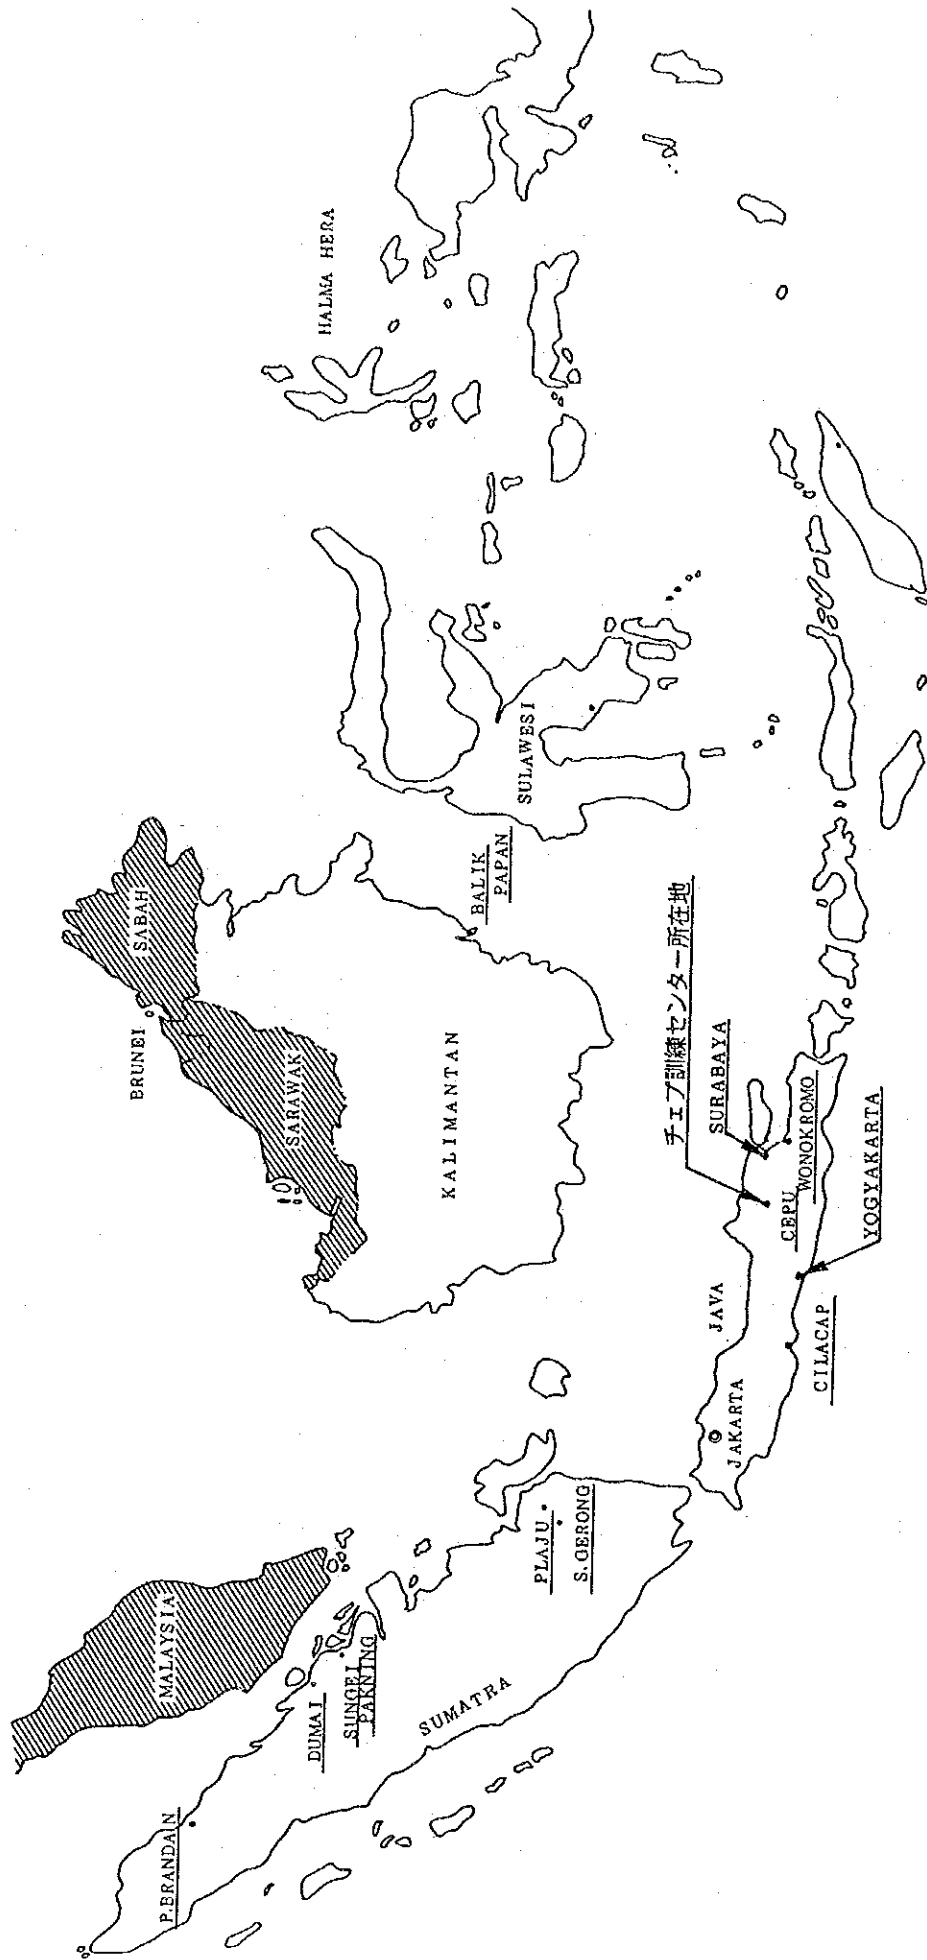 P.BRANDAIN
MALAYSIA
DUMAI
SUNGEI
PAKNING
SUMATRA
PLAJU
S.GERONG
BRUNEI
SABAH
SARAWAK
KALIMANTAN
BALIK
PAPAN
SULAWESI
HALMA HERA
JAKARTA
JAVA
チェプ訓練センター所在地
SURABAYA
CEPU
WONOKROMO
CILACAP
YOGYAKARTA